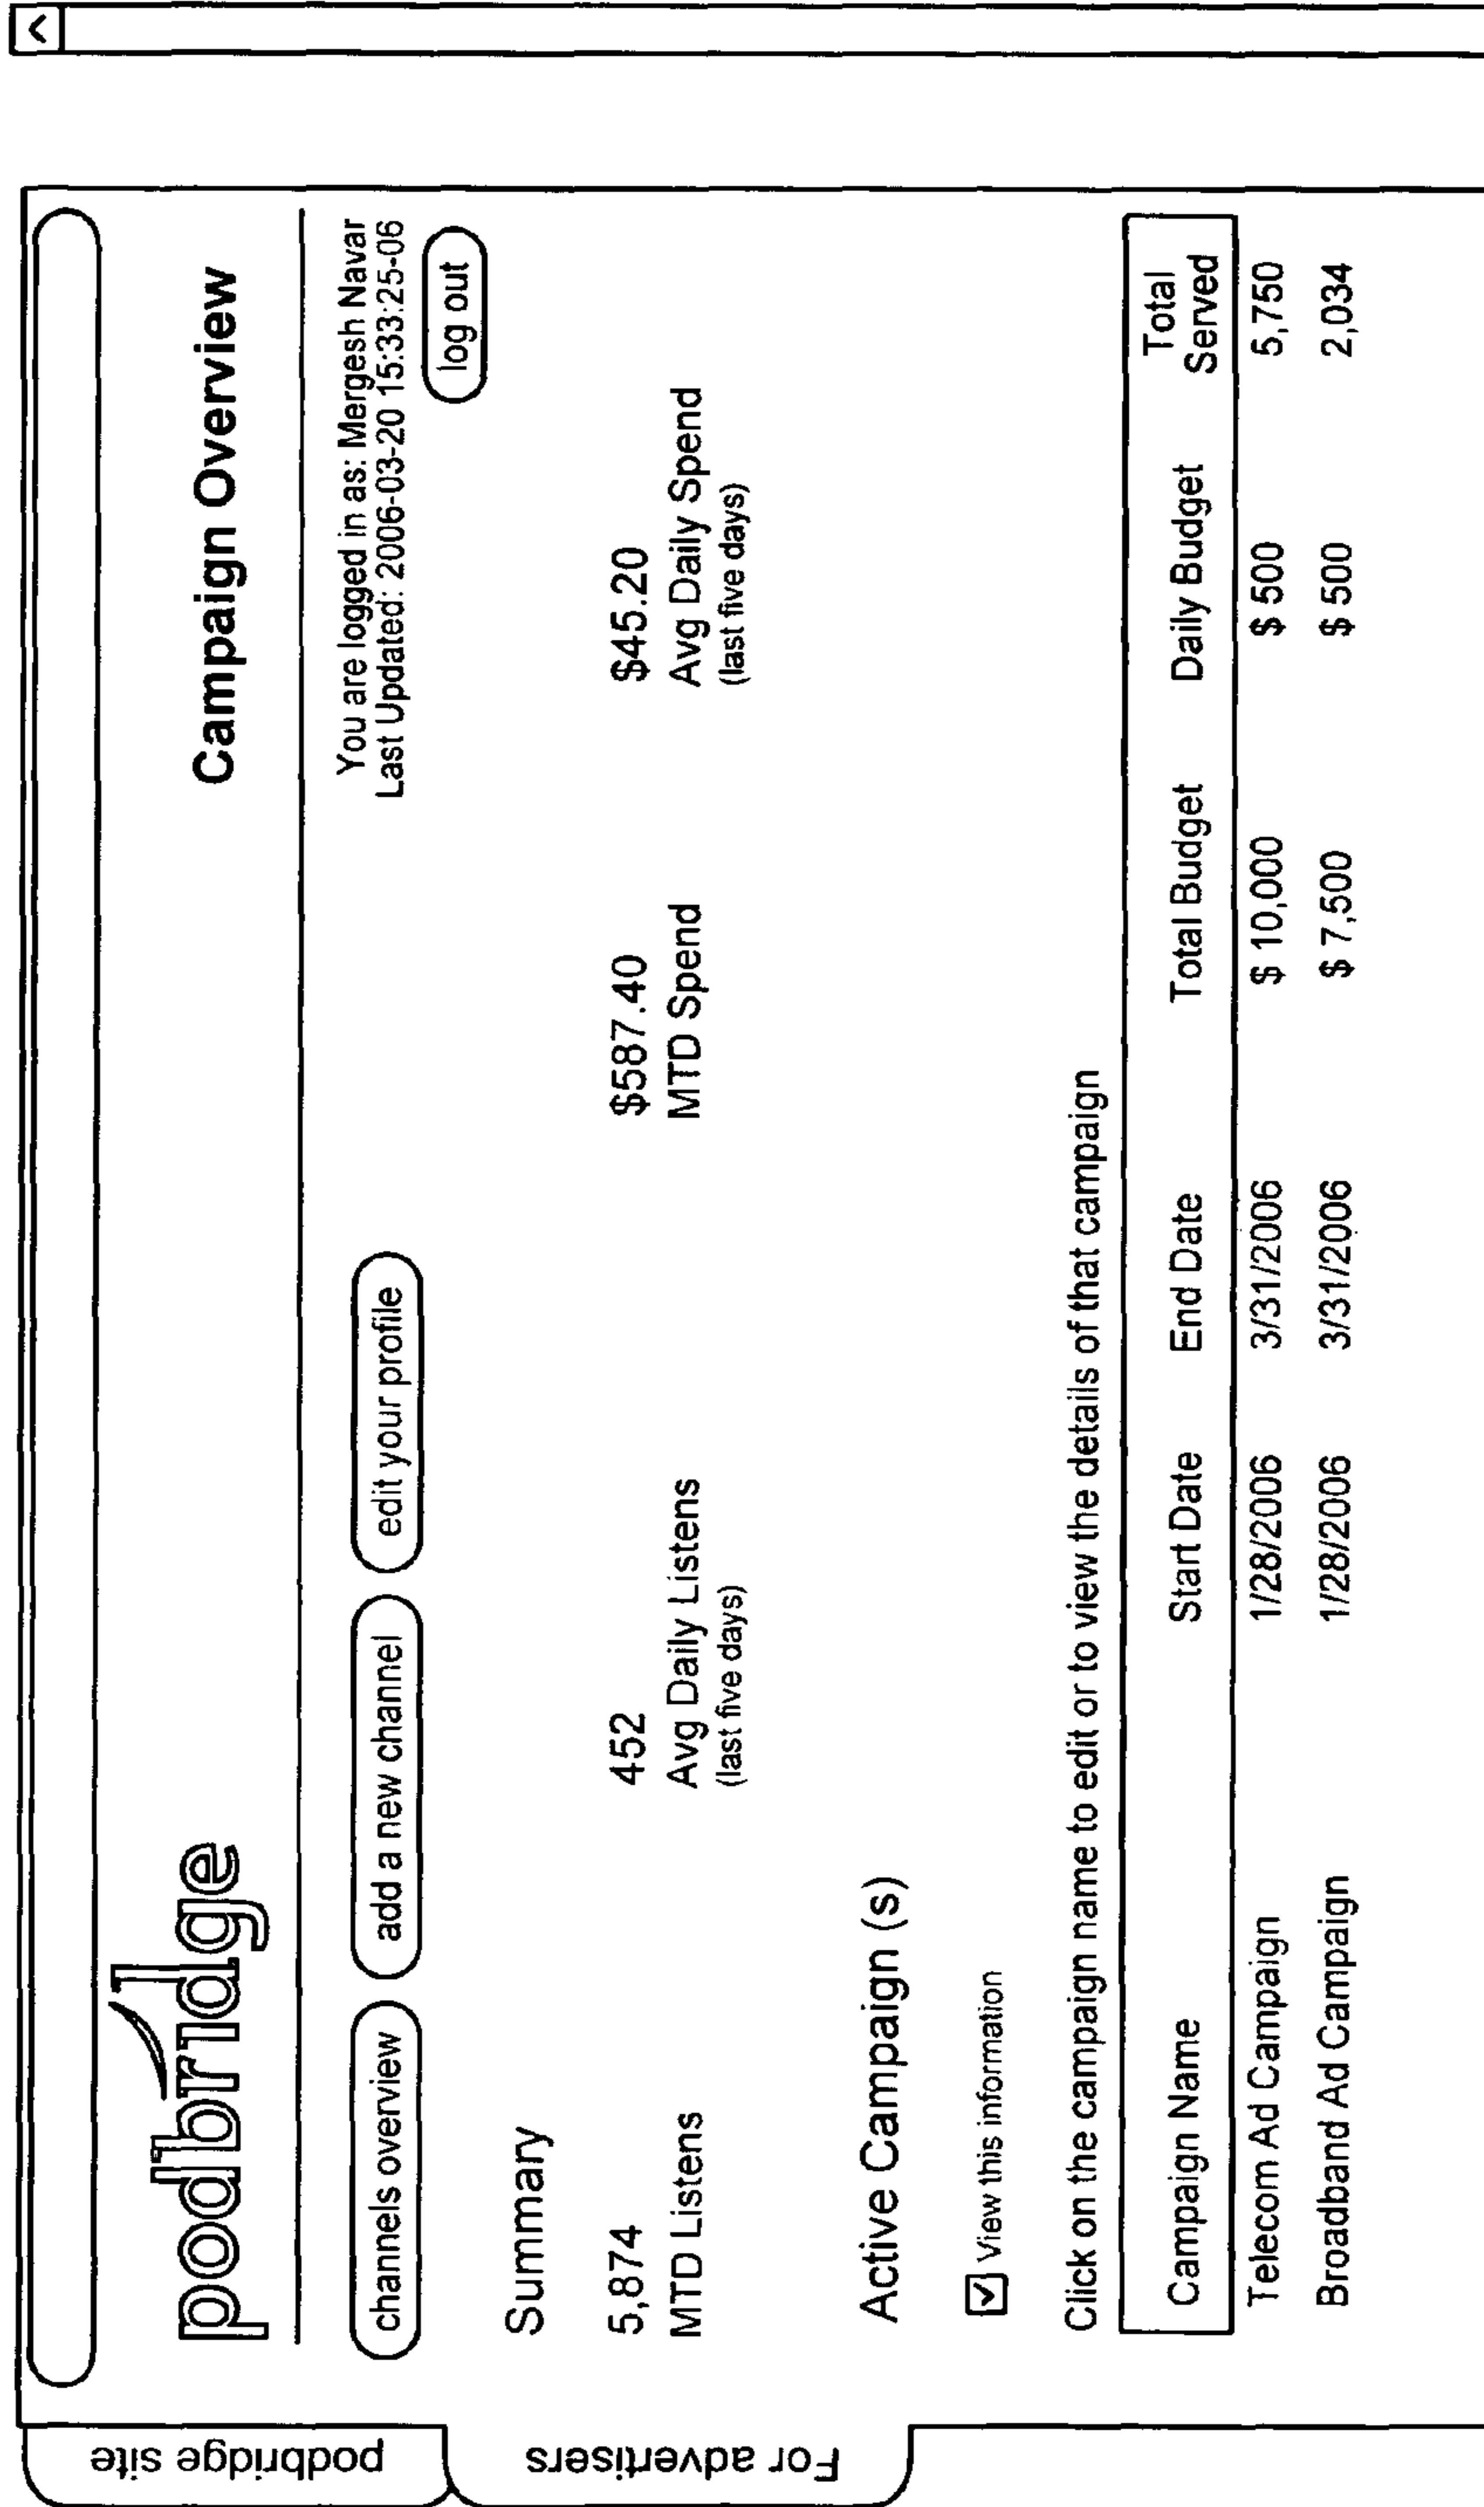 podbridge
Campaign Overview
podbridge site
For advertisers
channels overview
add a new channel
edit your profile
You are logged in as: Mergesh Navar
Last Updated: 2006-03-20 15:33:25-06
log out
Summary
5,874 452 $587.40 $45.20
MTD Listens Avg Daily Listens MTD Spend Avg Daily Spend
(last five days) (last five days)
Active Campaign (s)
View this information
Click on the campaign name to edit or to view the details of that campaign
Campaign Name Start Date End Date Total Budget Daily Budget Total Served
Telecom Ad Campaign 1/28/2006 3/31/2006 $ 10,000 $ 500 5,750
Broadband Ad Campaign 1/28/2006 3/31/2006 $ 7,500 $ 500 2,034